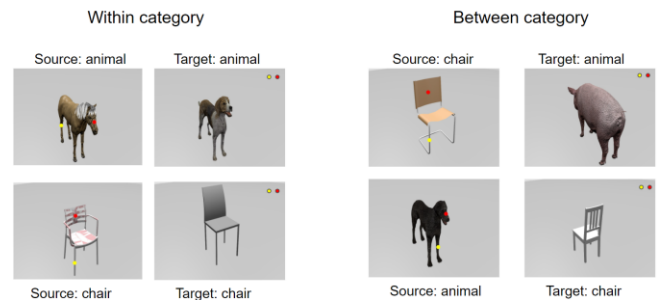 Within category
Between category
Source: animal
Target: animal
Source: chair
Target: animal
Source: chair
Target: chair
Source: animal
Target: chair